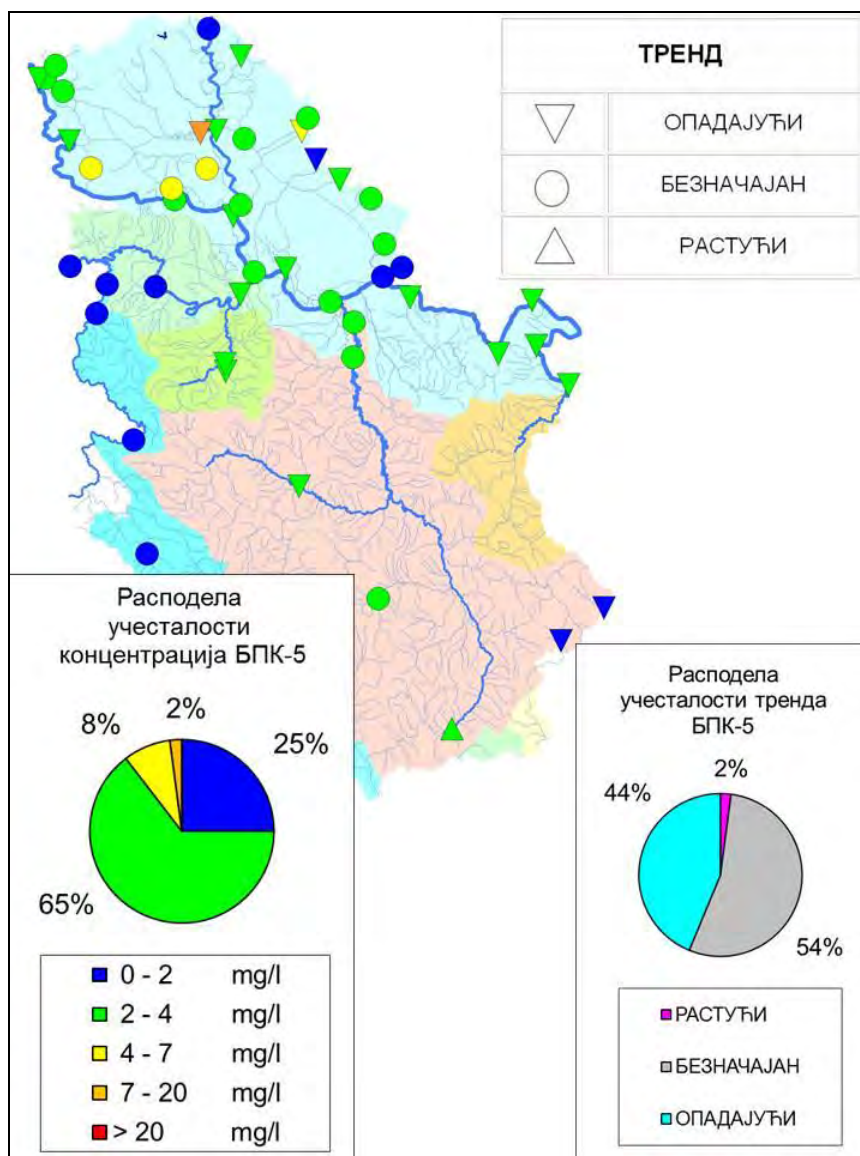 ТРЕНД
ОПАДАЈУЋИ
БЕЗНАЧАЈАН
РАСТУЋИ
Расподела
учесталости
концентрација БПК-5
8%
2%
25%
65%
0 - 2 mg/l
2 - 4 mg/l
4 - 7 mg/l
7 - 20 mg/l
> 20 mg/l
Расподела
учесталости тренда
БПК-5
2%
44%
54%
РАСТУЋИ
БЕЗНАЧАЈАН
ОПАДАЈУЋИ